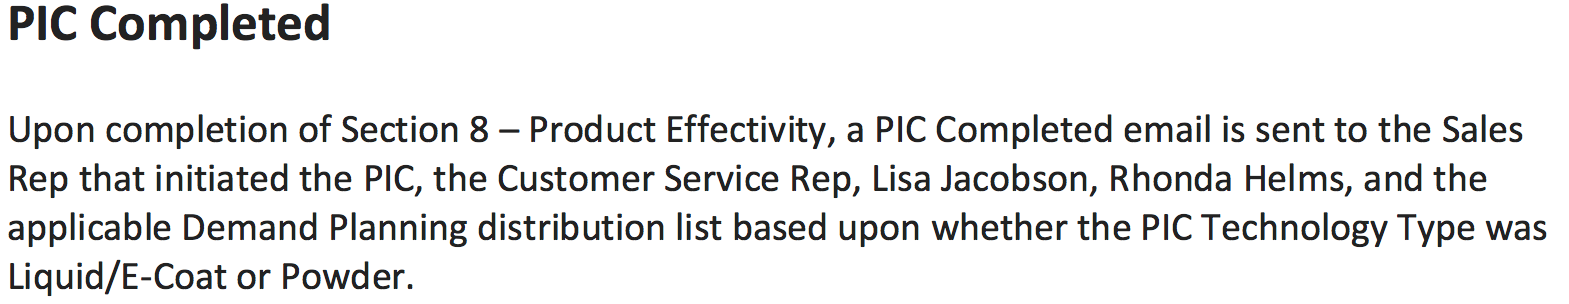 PIC Completed
Upon completion of Section 8 – Product Effectivity, a PIC Completed email is sent to the Sales
Rep that initiated the PIC, the Customer Service Rep, Lisa Jacobson, Rhonda Helms, and the
applicable Demand Planning distribution list based upon whether the PIC Technology Type was
Liquid/E-Coat or Powder.